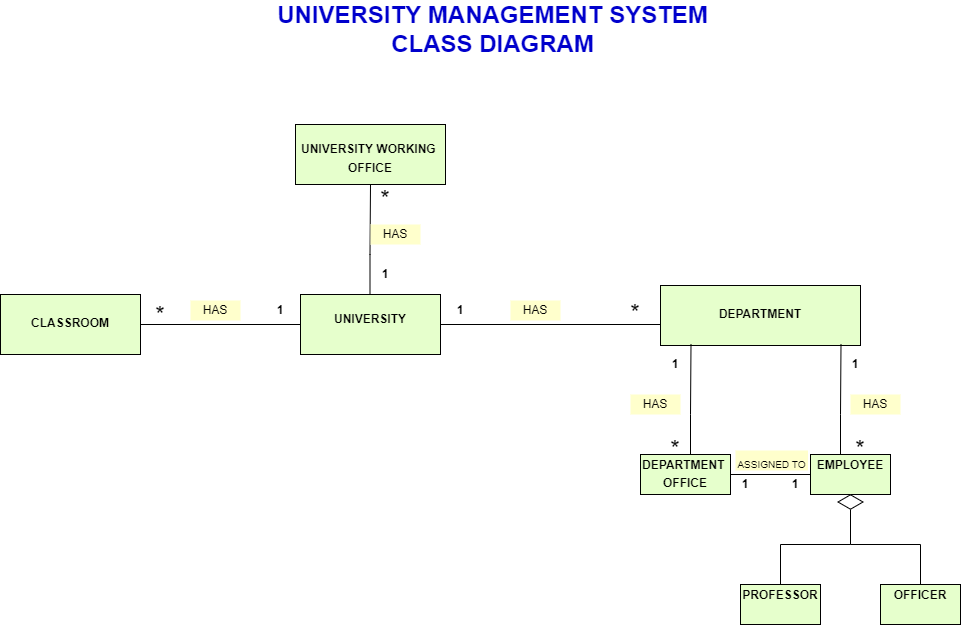 UNIVERSITY MANAGEMENT SYSTEM
CLASS DIAGRAM
UNIVERSITY WORKING
OFFICE
*
HAS
1
CLASSROOM
*
HAS
1
UNIVERSITY
1
HAS
*
DEPARTMENT
1
1
HAS
HAS
*
*
DEPARTMENT
OFFICE
ASSIGNED TO
1
1
EMPLOYEE
PROFESSOR
OFFICER